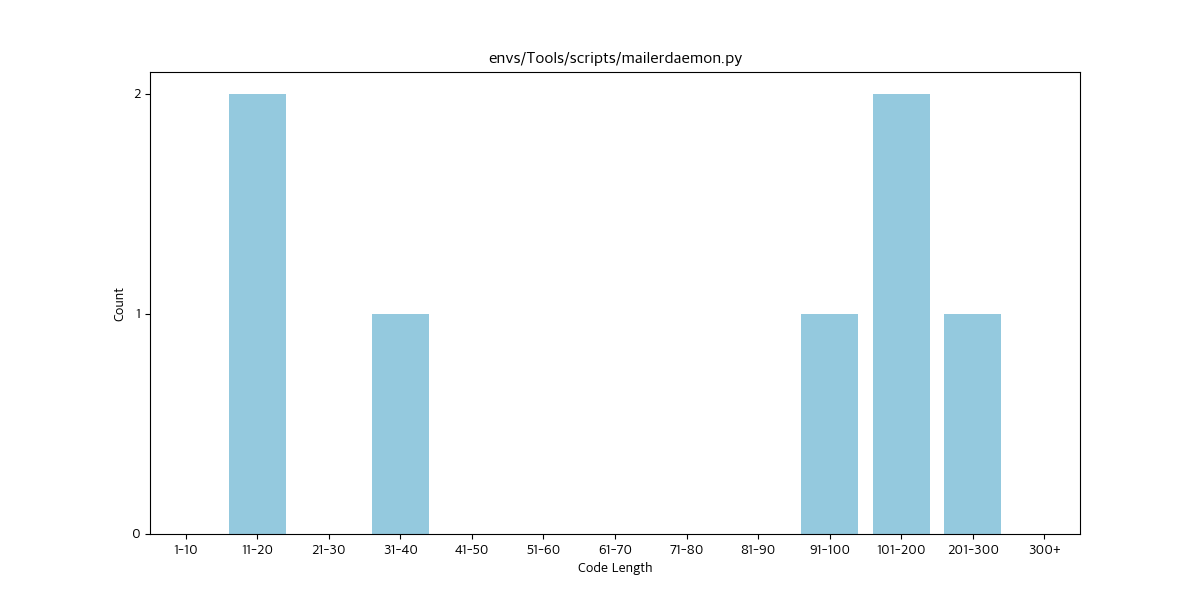 envs/Tools/scripts/mailerdaemon.py
2
1
0
Count
1-10 11-20 21-30 31-40 41-50 51-60 61-70 71-80 81-90 91-100 101-200 201-300 300+
Code Length